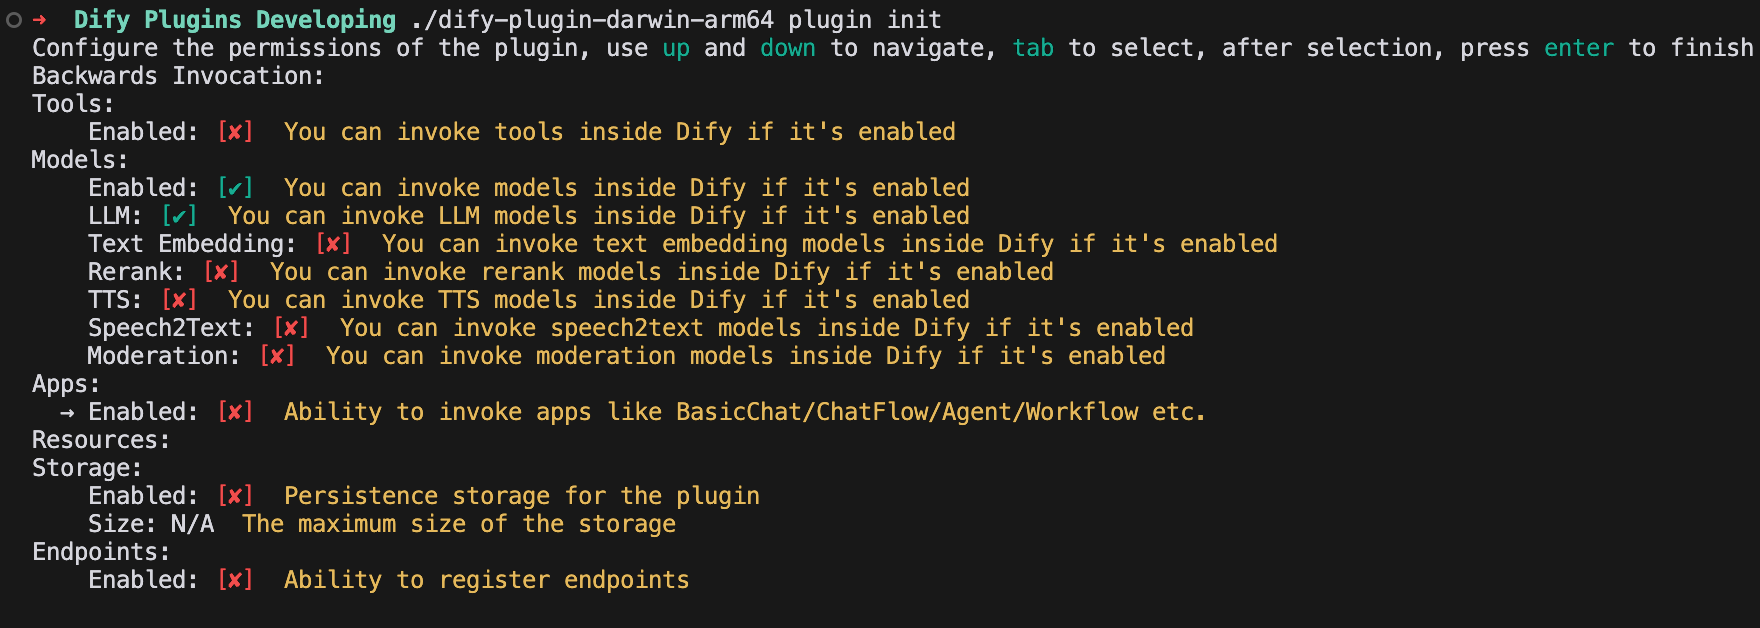 ➜ Dify Plugins Developing ./dify-plugin-darwin-arm64 plugin init
Configure the permissions of the plugin, use up and down to navigate, tab to select, after selection, press enter to finish
Backwards Invocation:
Tools:
    Enabled: [✘]  You can invoke tools inside Dify if it's enabled
Models:
    Enabled: [✔]  You can invoke models inside Dify if it's enabled
    LLM: [✔]  You can invoke LLM models inside Dify if it's enabled
    Text Embedding: [✘]  You can invoke text embedding models inside Dify if it's enabled
    Rerank: [✘]  You can invoke rerank models inside Dify if it's enabled
    TTS: [✘]  You can invoke TTS models inside Dify if it's enabled
    Speech2Text: [✘]  You can invoke speech2text models inside Dify if it's enabled
    Moderation: [✘]  You can invoke moderation models inside Dify if it's enabled
Apps:
  → Enabled: [✘]  Ability to invoke apps like BasicChat/ChatFlow/Agent/Workflow etc.
Resources:
Storage:
    Enabled: [✘]  Persistence storage for the plugin
    Size: N/A  The maximum size of the storage
Endpoints:
    Enabled: [✘]  Ability to register endpoints